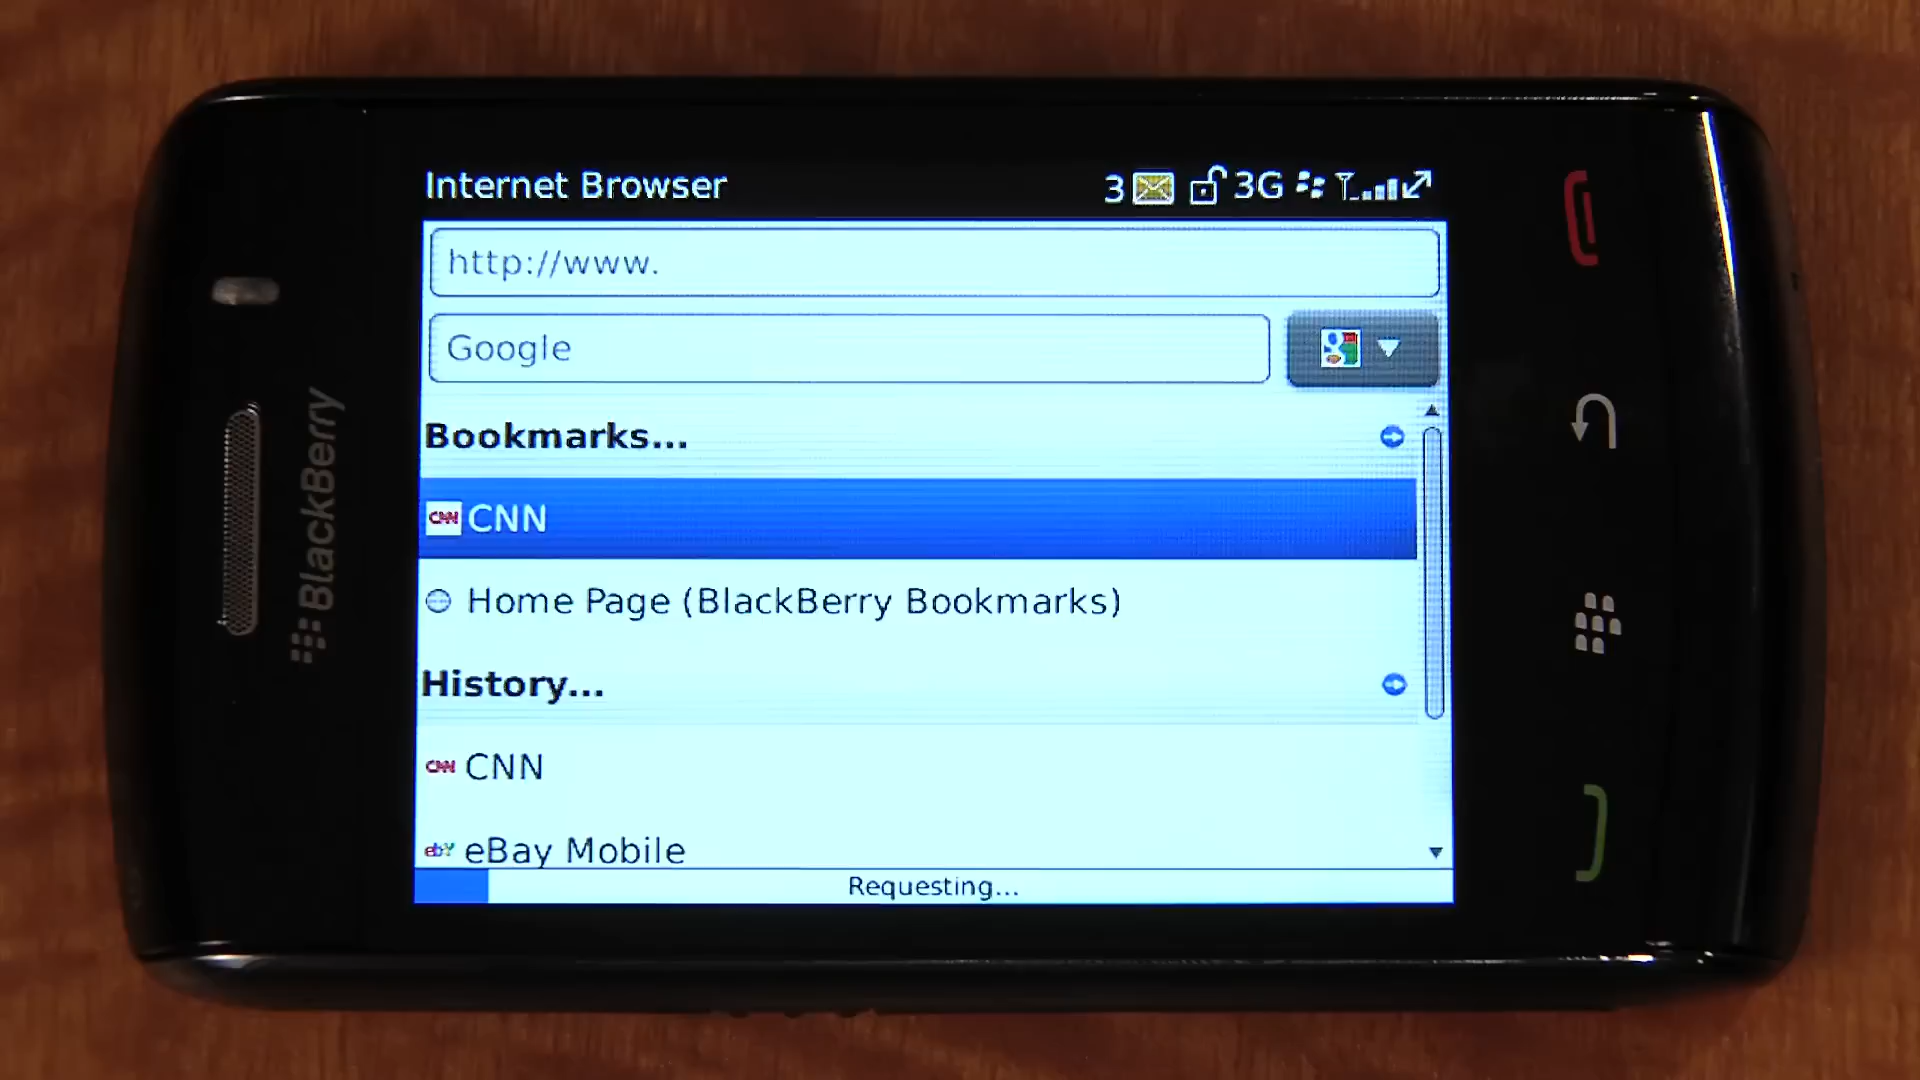 Internet Browser 3 3G
http://www.
Google
Bookmarks...
CNN CNN
Home Page (BlackBerry Bookmarks)
History...
CNN CNN
ebY eBay Mobile
Requesting...
BlackBerry